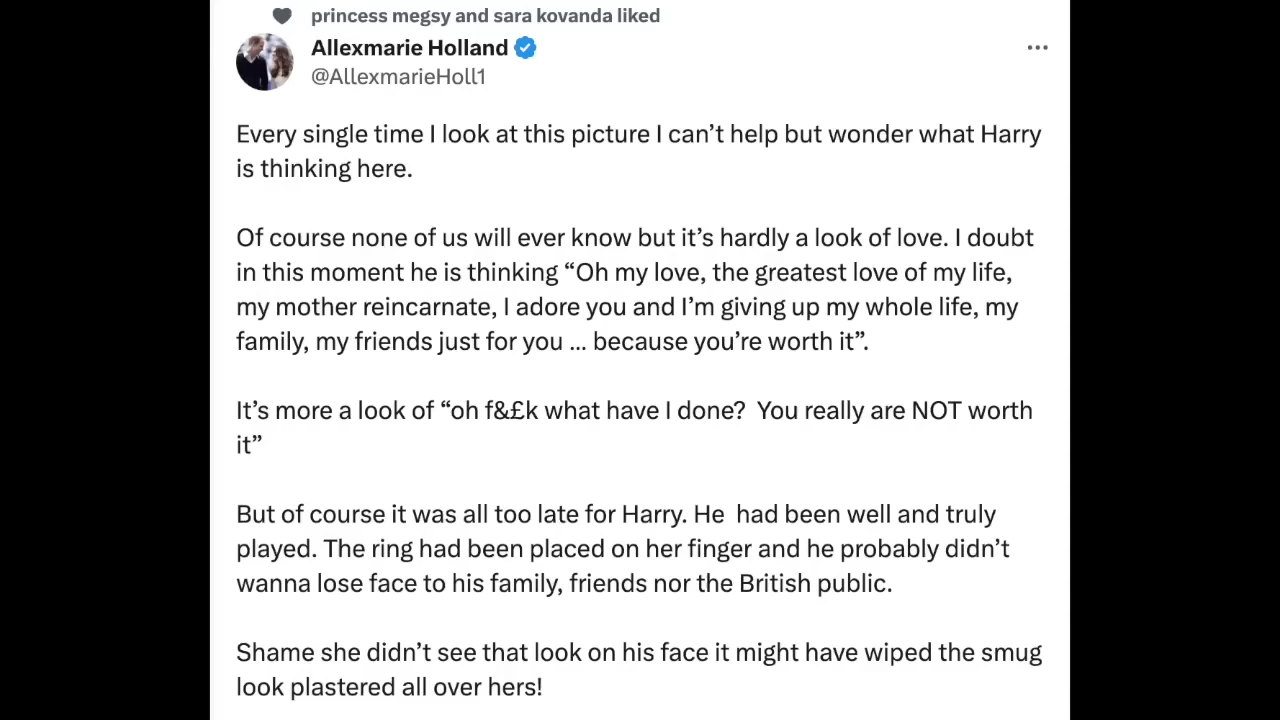 princess megsy and sara kovanda liked
Allexmarie Holland
@AllexmarieHoll1
Every single time I look at this picture I can’t help but wonder what Harry
is thinking here.
Of course none of us will ever know but it’s hardly a look of love. I doubt
in this moment he is thinking “Oh my love, the greatest love of my life,
my mother reincarnate, I adore you and I’m giving up my whole life, my
family, my friends just for you ... because you’re worth it”.
It’s more a look of “oh f&£k what have I done?  You really are NOT worth
it”
But of course it was all too late for Harry. He  had been well and truly
played. The ring had been placed on her finger and he probably didn’t
wanna lose face to his family, friends nor the British public.
Shame she didn’t see that look on his face it might have wiped the smug
look plastered all over hers!